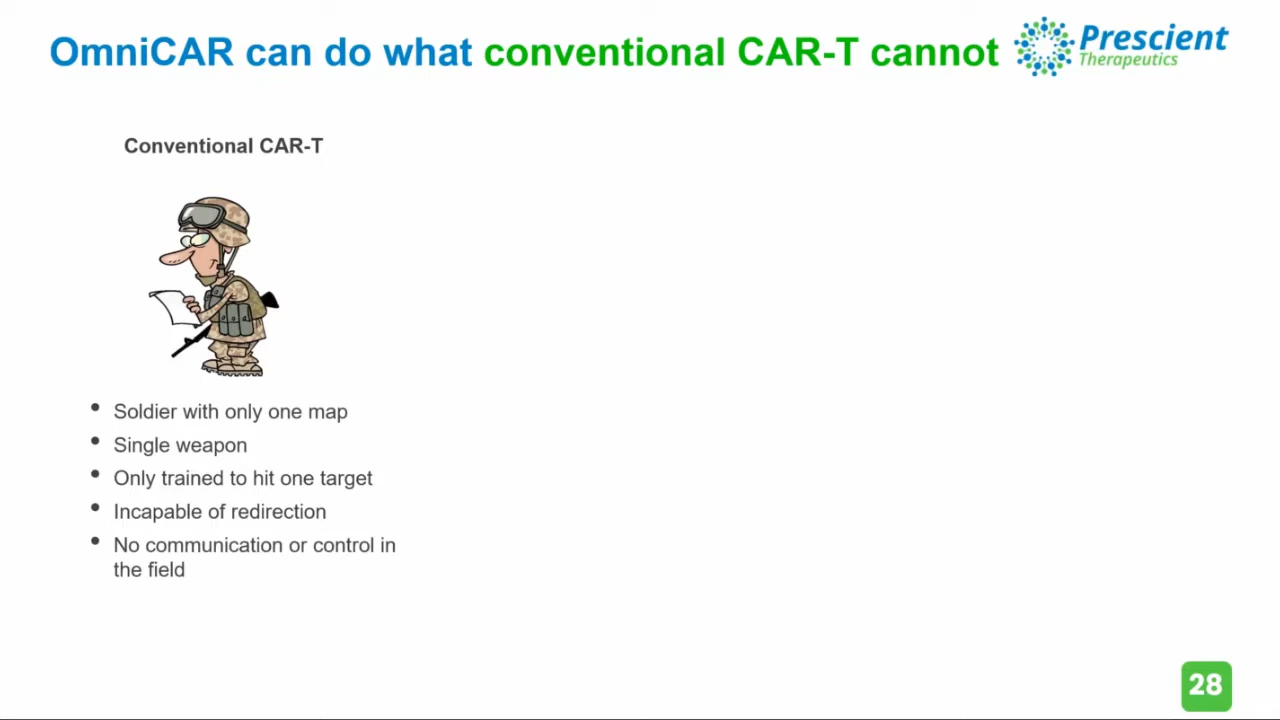 OmniCAR can do what conventional CAR-T cannot
Prescient
Therapeutics
Conventional CAR-T
• Soldier with only one map
• Single weapon
• Only trained to hit one target
• Incapable of redirection
• No communication or control in
the field
28